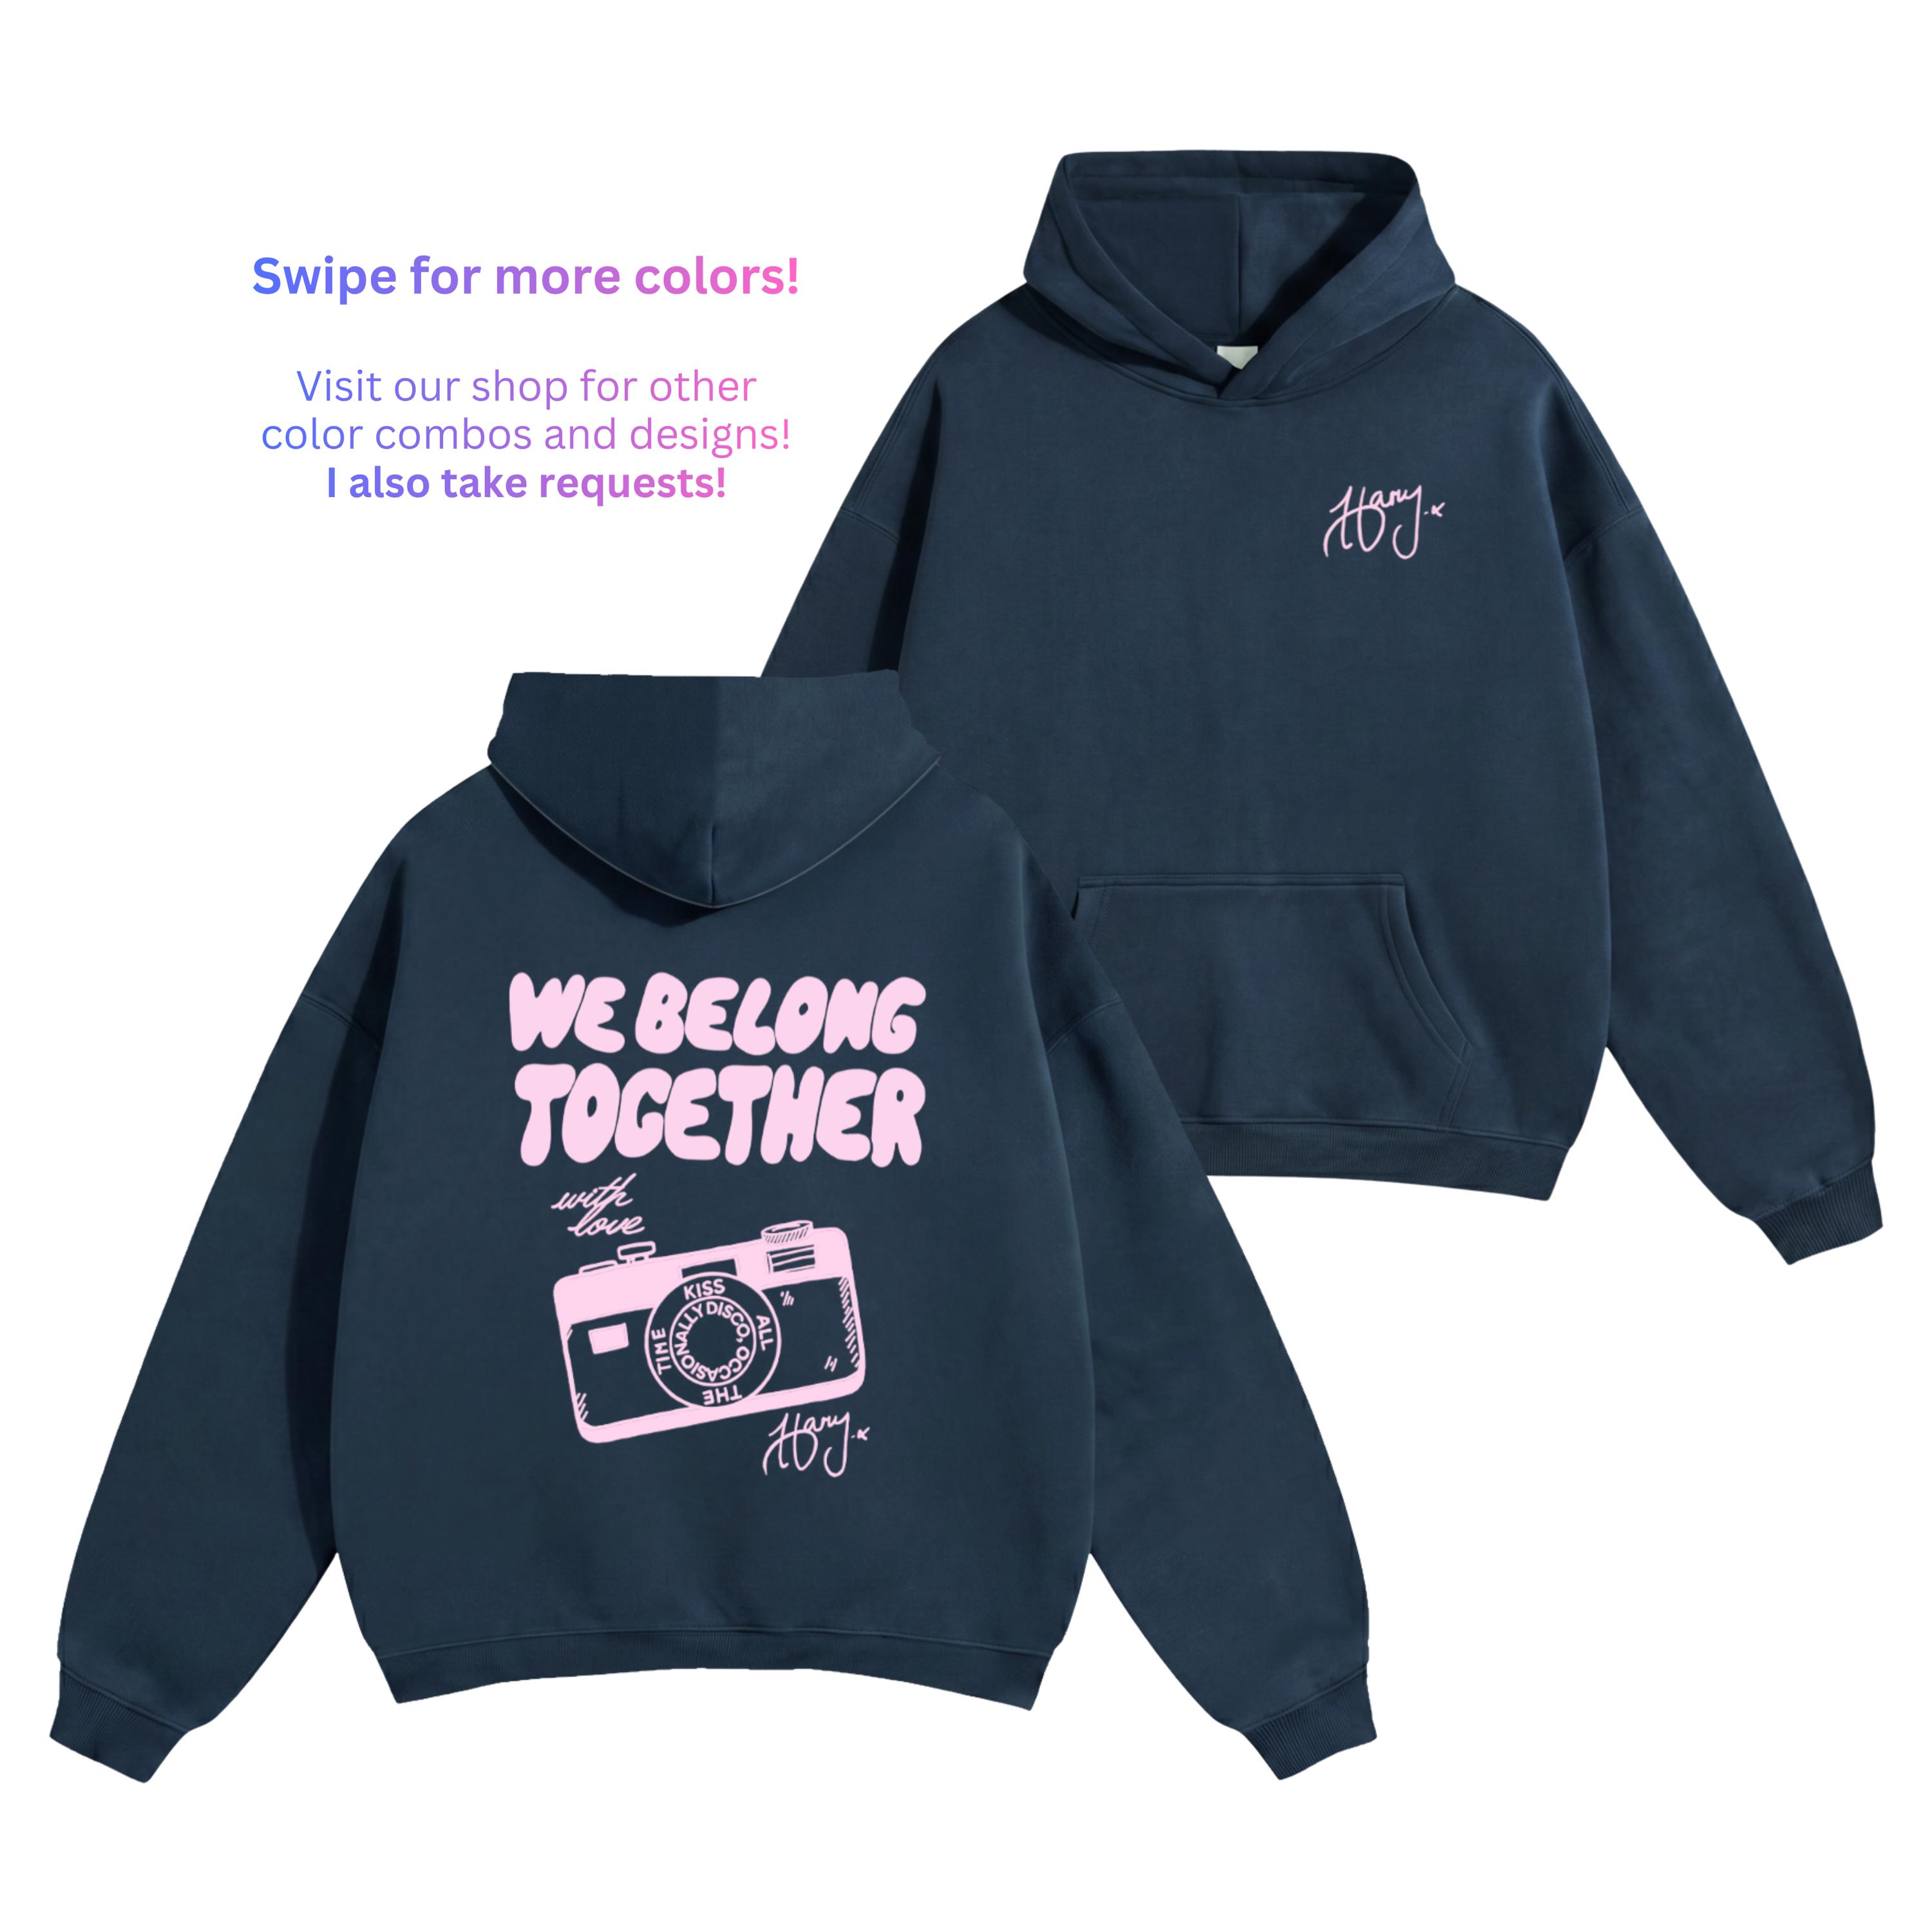 Swipe for more colors!
Visit our shop for other
color combos and designs!
I also take requests!
Harry.x
WE BELONG
TOGETHER
with
love
KISS
ALL
THE
TIME
DISCO, OCCASIONALLY
Harry.x